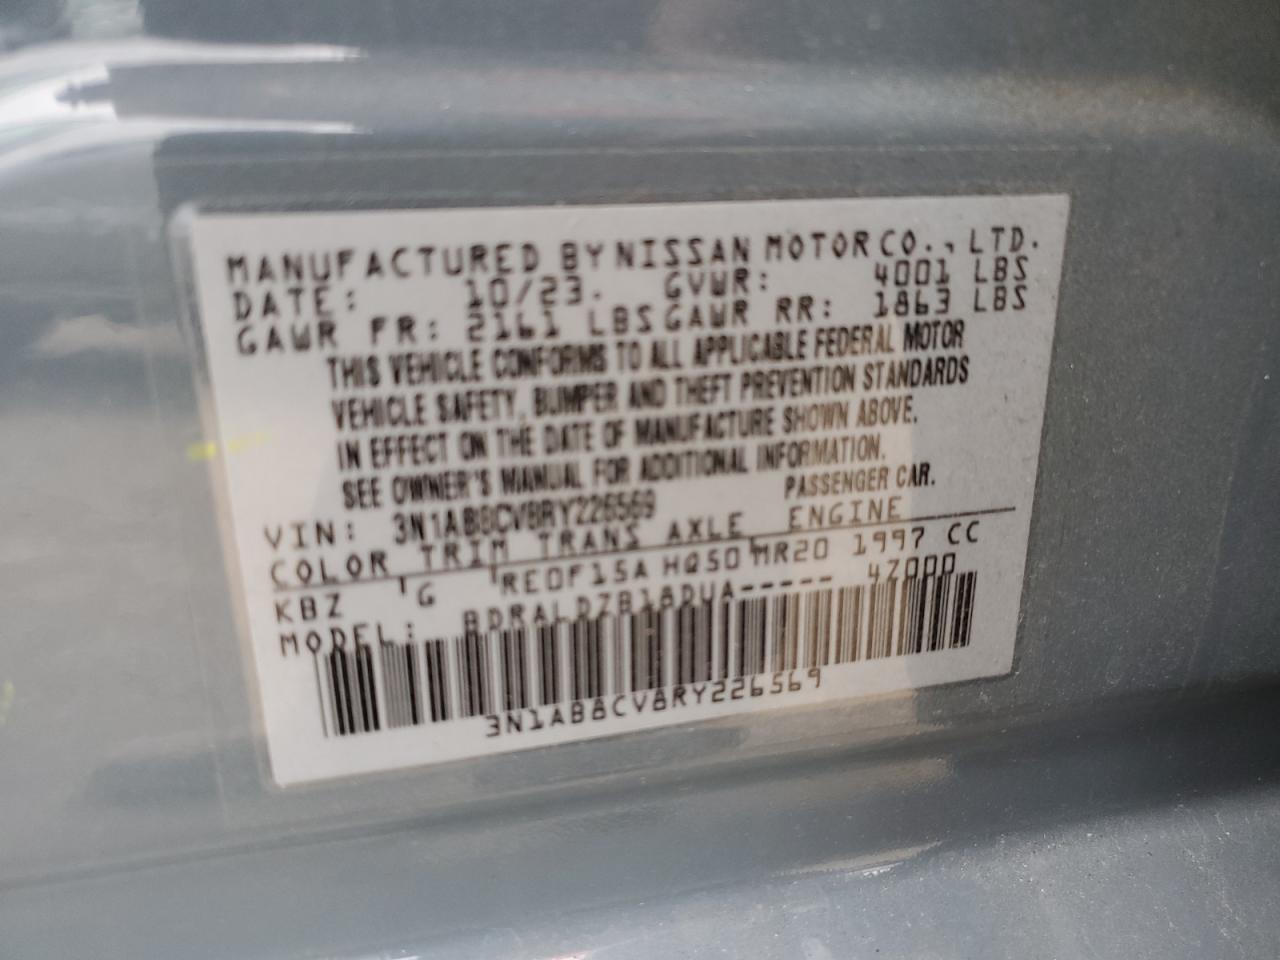 MANUFACTURED BY NISSAN MOTOR CO., LTD.
DATE: 10/23. GVWR: 4001 LBS
GAWR FR: 2161 LBS GAWR RR: 1863 LBS
THIS VEHICLE CONFORMS TO ALL APPLICABLE FEDERAL MOTOR
VEHICLE SAFETY, BUMPER AND THEFT PREVENTION STANDARDS
IN EFFECT ON THE DATE OF MANUFACTURE SHOWN ABOVE.
SEE OWNER'S MANUAL FOR ADDITIONAL INFORMATION.
PASSENGER CAR.
VIN: 3N1AB8CV8RY226569
COLOR TRIM TRANS AXLE ENGINE
KBZ G RE0F15A HQ50 MR20 1997 CC
MODEL: BDRALDZB18DUA----- 47000
3N1AB8CV8RY226569